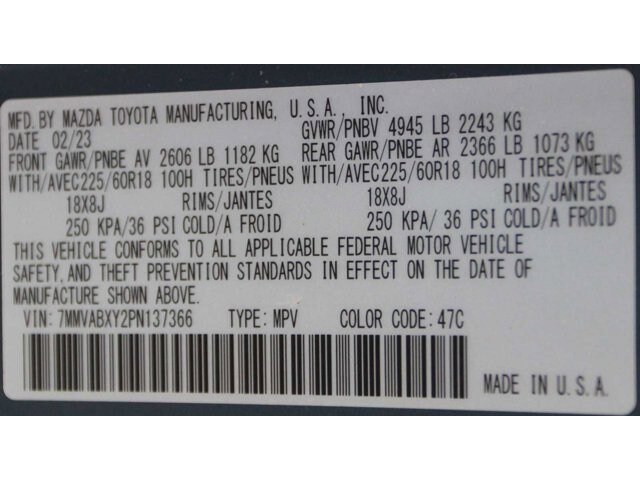 MFD. BY MAZDA TOYOTA MANUFACTURING, U.S.A. INC.
DATE 02/23 GVWR/PNBV 4945 LB 2243 KG
FRONT GAWR/PNBE AV 2606 LB 1182 KG REAR GAWR/PNBE AR 2366 LB 1073 KG
WITH/AVEC225/60R18 100H TIRES/PNEUS WITH/AVEC225/60R18 100H TIRES/PNEUS
18X8J RIMS/JANTES 18X8J RIMS/JANTES
250 KPA/36 PSI COLD/A FROID 250 KPA/ 36 PSI COLD/A FROID
THIS VEHICLE CONFORMS TO ALL APPLICABLE FEDERAL MOTOR VEHICLE
SAFETY, AND THEFT PREVENTION STANDARDS IN EFFECT ON THE DATE OF
MANUFACTURE SHOWN ABOVE.
VIN: 7MMVABXY2PN137366 TYPE: MPV COLOR CODE: 47C
MADE IN U.S.A.